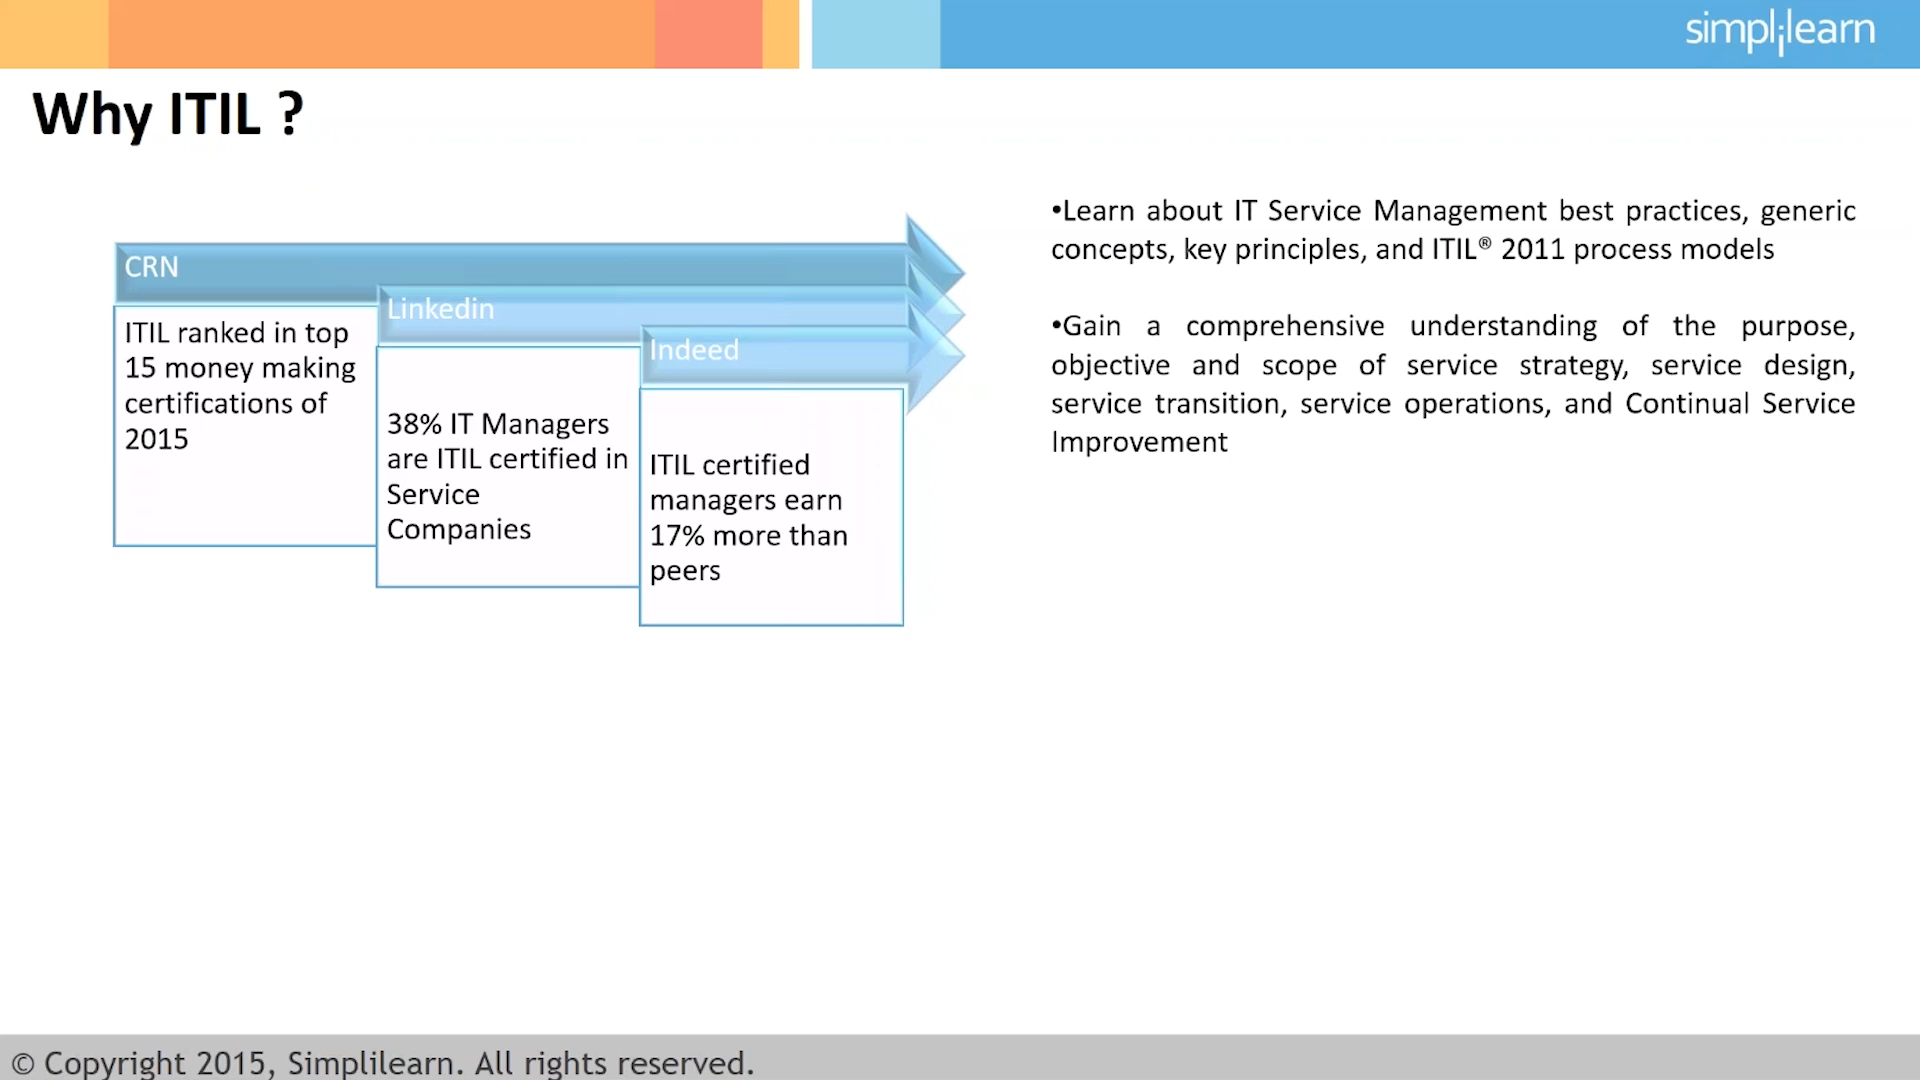 simplilearn
Why ITIL ?
CRN
ITIL ranked in top
15 money making
certifications of
2015
Linkedin
38% IT Managers
are ITIL certified in
Service
Companies
Indeed
ITIL certified
managers earn
17% more than
peers
•Learn about IT Service Management best practices, generic
concepts, key principles, and ITIL® 2011 process models
•Gain a comprehensive understanding of the purpose,
objective and scope of service strategy, service design,
service transition, service operations, and Continual Service
Improvement
© Copyright 2015, Simplilearn. All rights reserved.